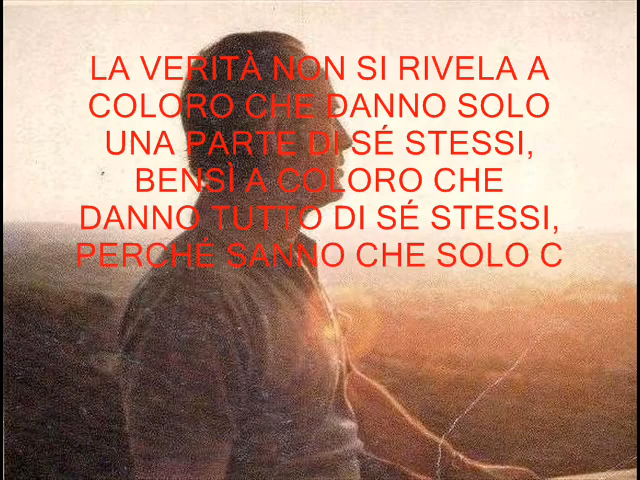 LA VERITÀ NON SI RIVELA A
COLORO CHE DANNO SOLO
UNA PARTE DI SÉ STESSI,
BENSÌ A COLORO CHE
DANNO TUTTO DI SÉ STESSI,
PERCHÉ SANNO CHE SOLO C